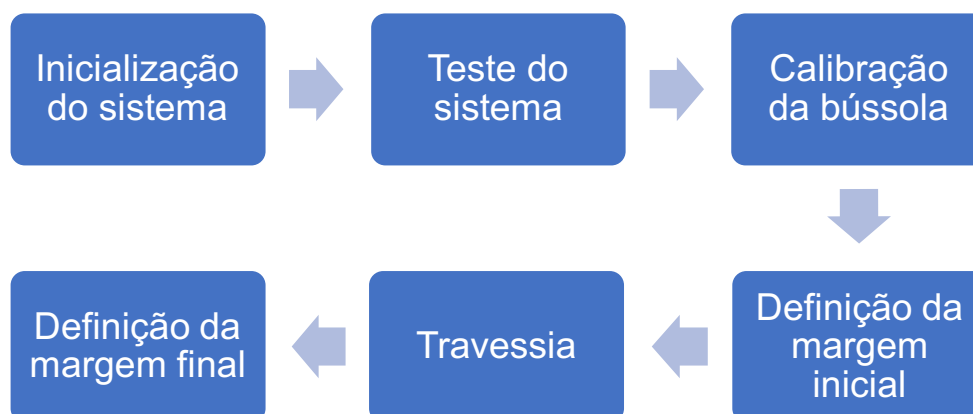 Inicialização
do sistema
Teste do
sistema
Calibração
da bússola
Definição da
margem
inicial
Travessia
Definição da
margem final